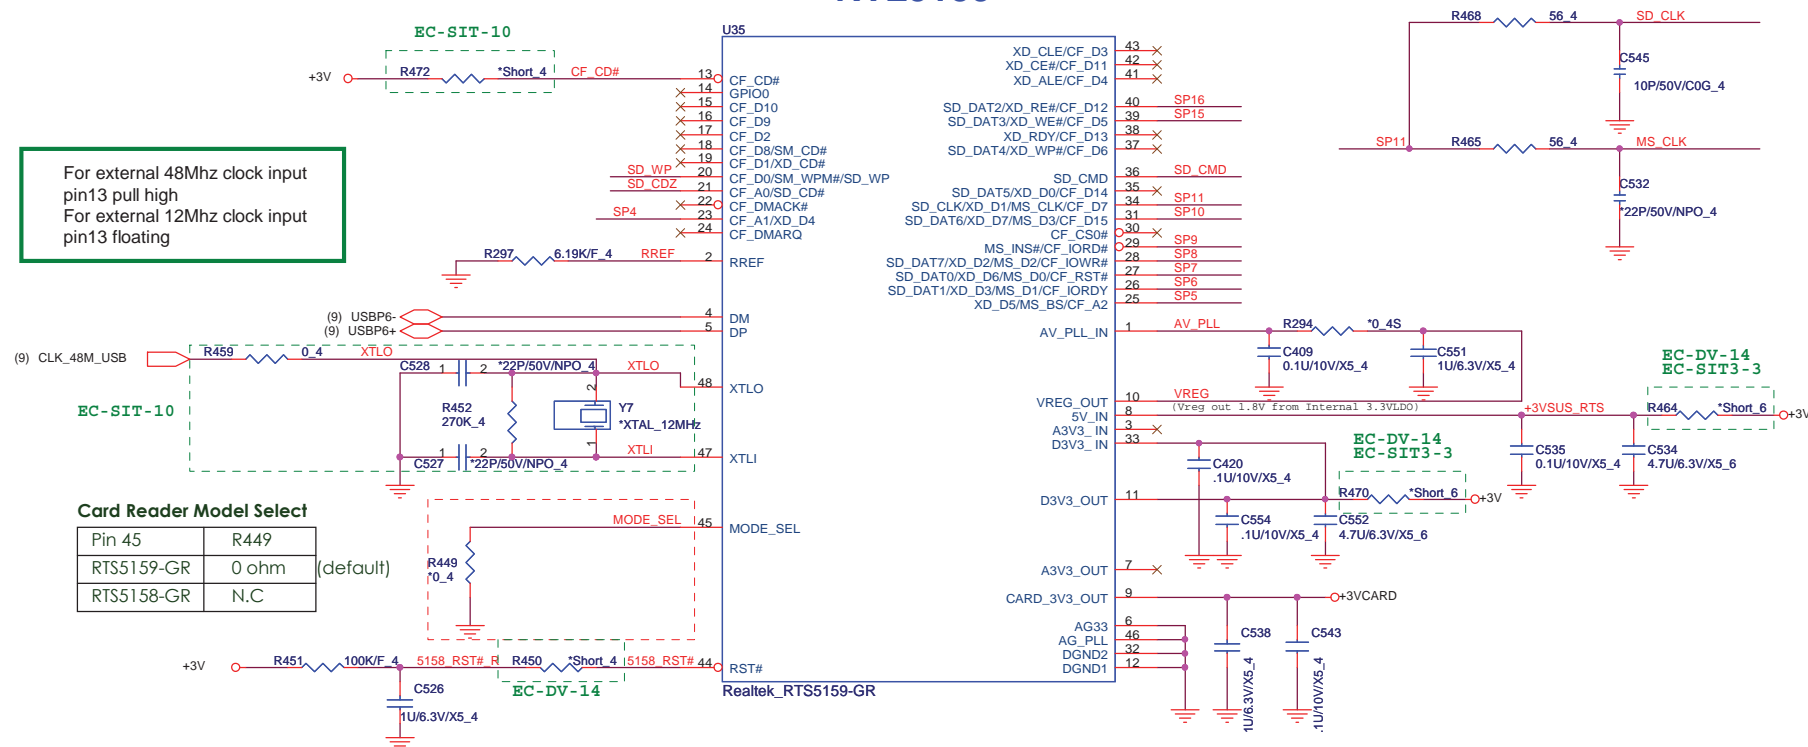 U35
EC-SIT-10
+3V
R472
*Short_4
CF_CD#
13
CF_CD#
14
GPIO0
15
CF_D10
16
CF_D9
17
CF_D2
18
CF_D8/SM_CD#
19
CF_D1/XD_CD#
SD_WP
20
CF_D0/SM_WPM#/SD_WP
SD_CDZ
21
CF_A0/SD_CD#
22
CF_DMACK#
SP4
23
CF_A1/XD_D4
24
CF_DMARQ
For external 48Mhz clock input
pin13 pull high
For external 12Mhz clock input
pin13 floating
R297
6.19K/F_4
RREF
2
RREF
(9) USBP6-
4
DM
(9) USBP6+
5
DP
(9) CLK_48M_USB
R459
0_4
XTLO
C528
1
2
*22P/50V/NPO_4
XTLO
48
XTLO
EC-SIT-10
R452
270K_4
2
Y7
*XTAL_12MHz
1
C527
1
2
*22P/50V/NPO_4
XTLI
47
XTLI
Card Reader Model Select
Pin 45 R449
RTS5159-GR 0 ohm (default)
RTS5158-GR N.C
MODE_SEL
45
MODE_SEL
R449
*0_4
+3V
R451
100K/F_4
5158_RST#_R
R450
*Short_4
5158_RST#
44
RST#
EC-DV-14
C526
1U/6.3V/X5_4
Realtek_RTS5159-GR
XD_CLE/CF_D3
43
XD_CE#/CF_D11
42
XD_ALE/CF_D4
41
SD_DAT2/XD_RE#/CF_D12
40
SP16
SD_DAT3/XD_WE#/CF_D5
39
SP15
XD_RDY/CF_D13
38
SD_DAT4/XD_WP#/CF_D6
37
SD_CMD
36
SD_CMD
SD_DAT5/XD_D0/CF_D14
35
SD_CLK/XD_D1/MS_CLK/CF_D7
34
SP11
SD_DAT6/XD_D7/MS_D3/CF_D15
31
SP10
CF_CS0#
30
MS_INS#/CF_IORD#
29
SP9
SD_DAT7/XD_D2/MS_D2/CF_IOWR#
28
SP8
SD_DAT0/XD_D6/MS_D0/CF_RST#
27
SP7
SD_DAT1/XD_D3/MS_D1/CF_IORDY
26
SP6
XD_D5/MS_BS/CF_A2
25
SP5
AV_PLL_IN
1
AV_PLL
R294
*0_4S
C409
0.1U/10V/X5_4
C551
1U/6.3V/X5_4
VREG_OUT
10
VREG
(Vreg out 1.8V from Internal 3.3VLDO)
5V_IN
8
+3VSUS_RTS
EC-DV-14
EC-SIT3-3
R464
*Short_6
+3V
A3V3_IN
3
D3V3_IN
33
C535
0.1U/10V/X5_4
C534
4.7U/6.3V/X5_6
C420
.1U/10V/X5_4
EC-DV-14
EC-SIT3-3
D3V3_OUT
11
R470
*Short_6
+3V
C554
.1U/10V/X5_4
C552
4.7U/6.3V/X5_6
A3V3_OUT
7
CARD_3V3_OUT
9
+3VCARD
AG33
6
AG_PLL
46
DGND2
32
DGND1
12
C538
1U/6.3V/X5_4
C543
.1U/10V/X5_4
R468
56_4
SD_CLK
C545
10P/50V/C0G_4
SP11
R465
56_4
MS_CLK
C532
*22P/50V/NPO_4